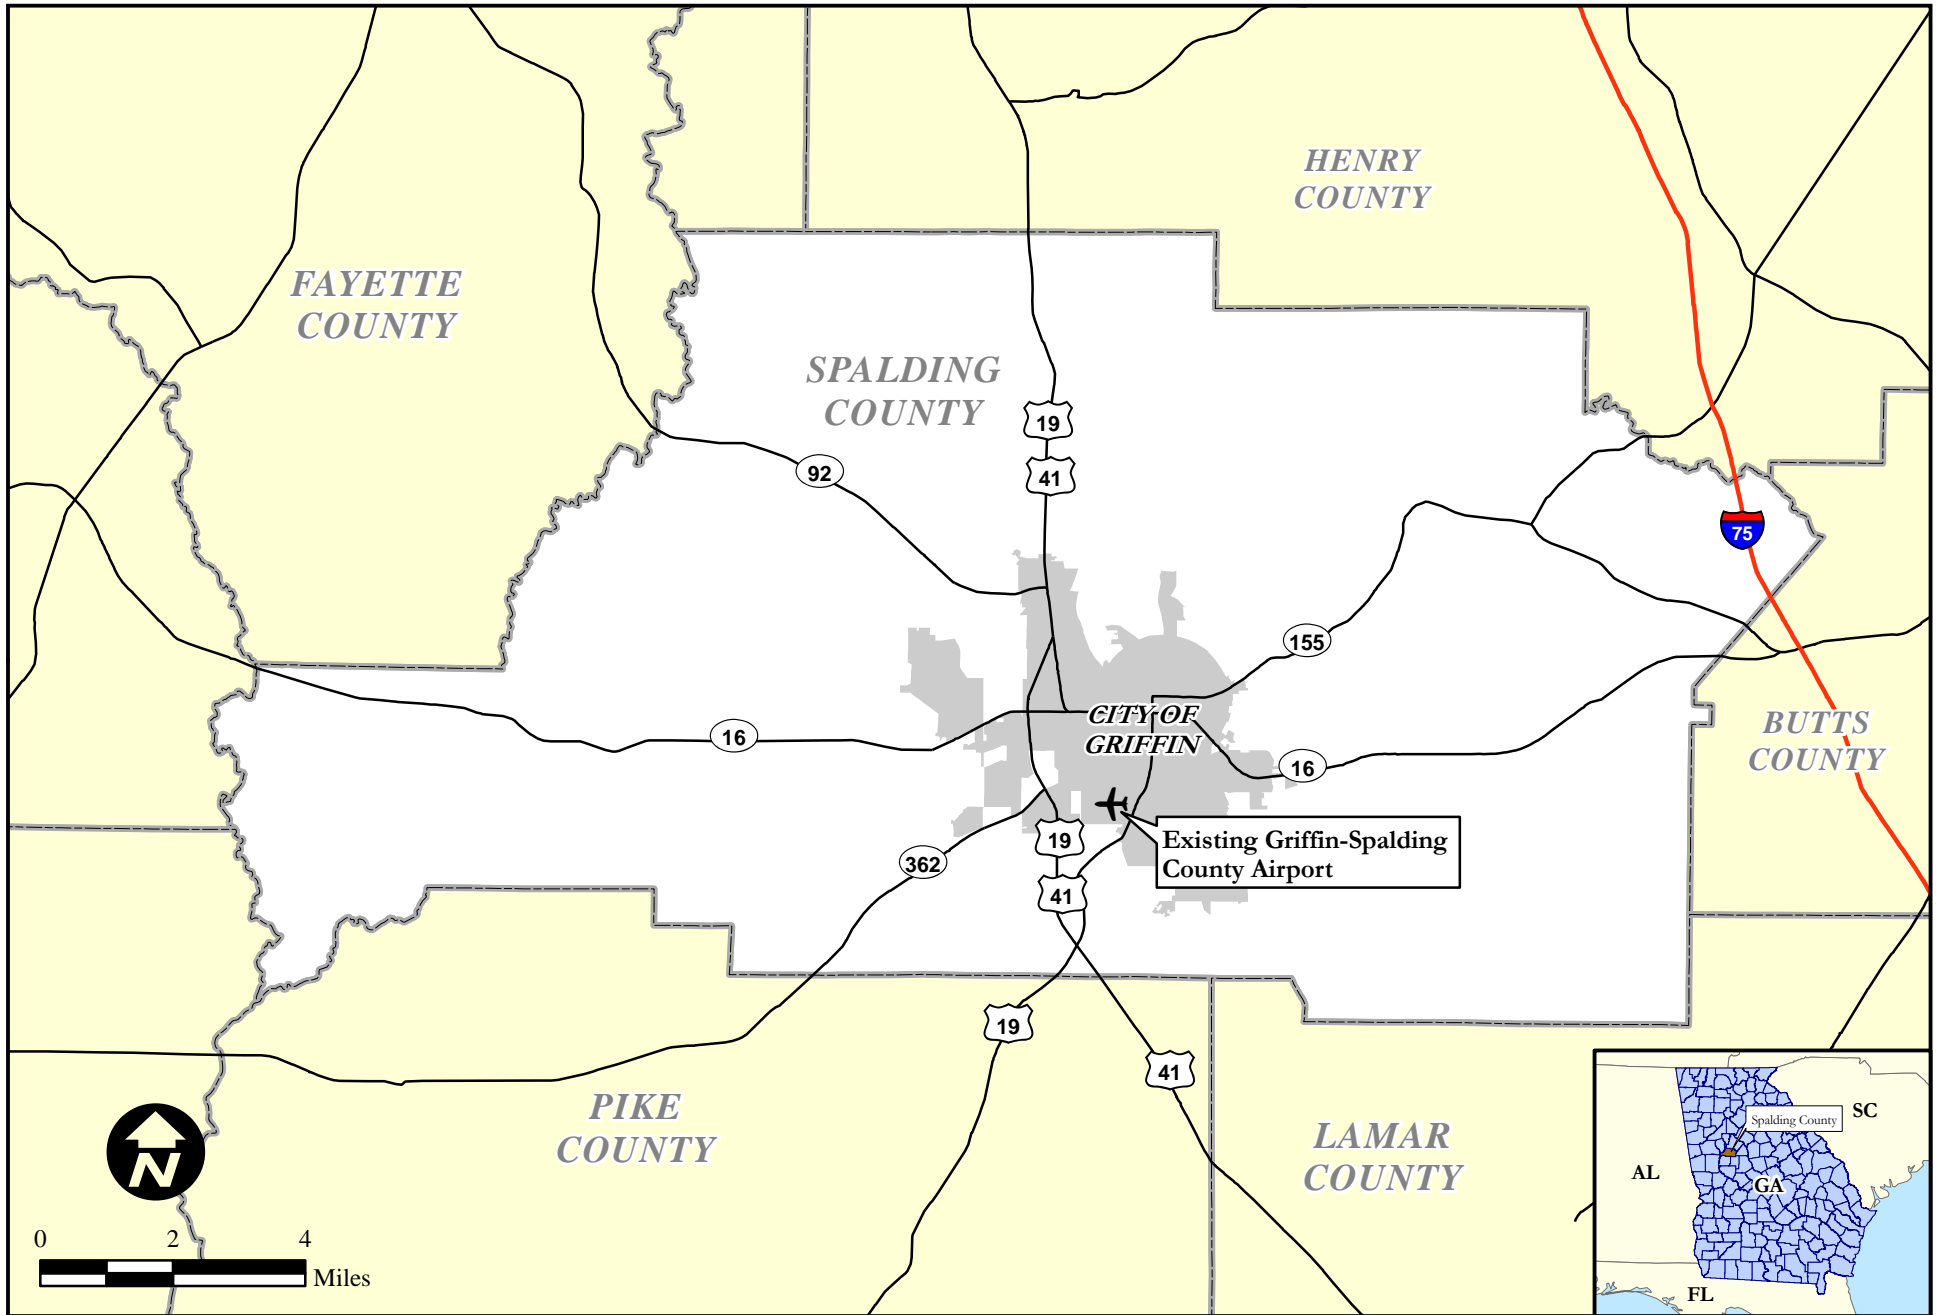 HENRY
COUNTY
FAYETTE
COUNTY
SPALDING
COUNTY
19
41
92
75
155
CITY OF
GRIFFIN
16
16
BUTTS
COUNTY
19
Existing Griffin-Spalding
County Airport
362
41
19
41
PIKE
COUNTY
LAMAR
COUNTY
N
0 2 4
Miles
SC
Spalding County
AL
GA
FL